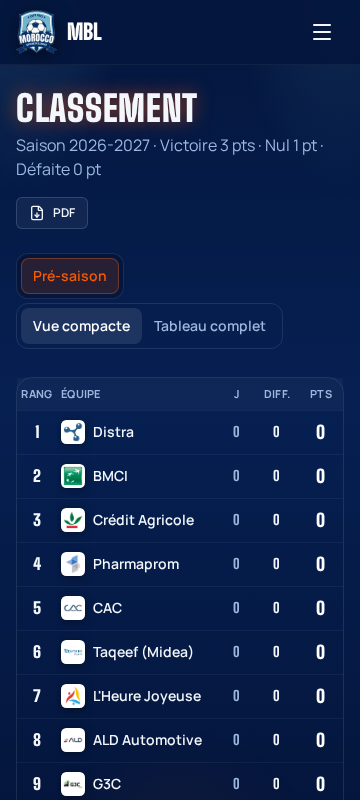 MOROCCO
MBL
CLASSEMENT
Saison 2026-2027 · Victoire 3 pts · Nul 1 pt ·
Défaite 0 pt
PDF
Pré-saison
Vue compacte Tableau complet
RANG ÉQUIPE J DIFF. PTS
1 Distra 0 0 0
2 BMCI 0 0 0
3 Crédit Agricole 0 0 0
4 Pharmaprom 0 0 0
5 CAC CAC 0 0 0
6 Taqeef (Midea) 0 0 0
7 L'Heure Joyeuse 0 0 0
8 ALD ALD Automotive 0 0 0
9 G3C G3C 0 0 0